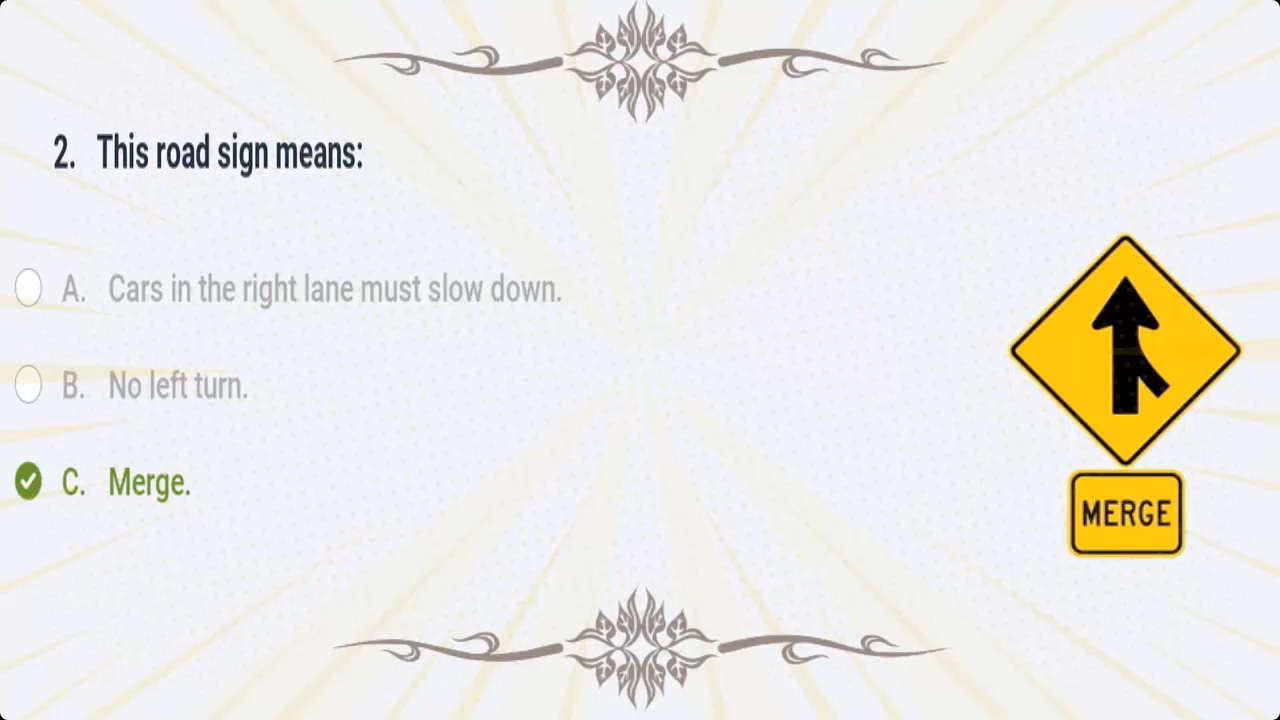 2. This road sign means:
A. Cars in the right lane must slow down.
B. No left turn.
C. Merge.
MERGE